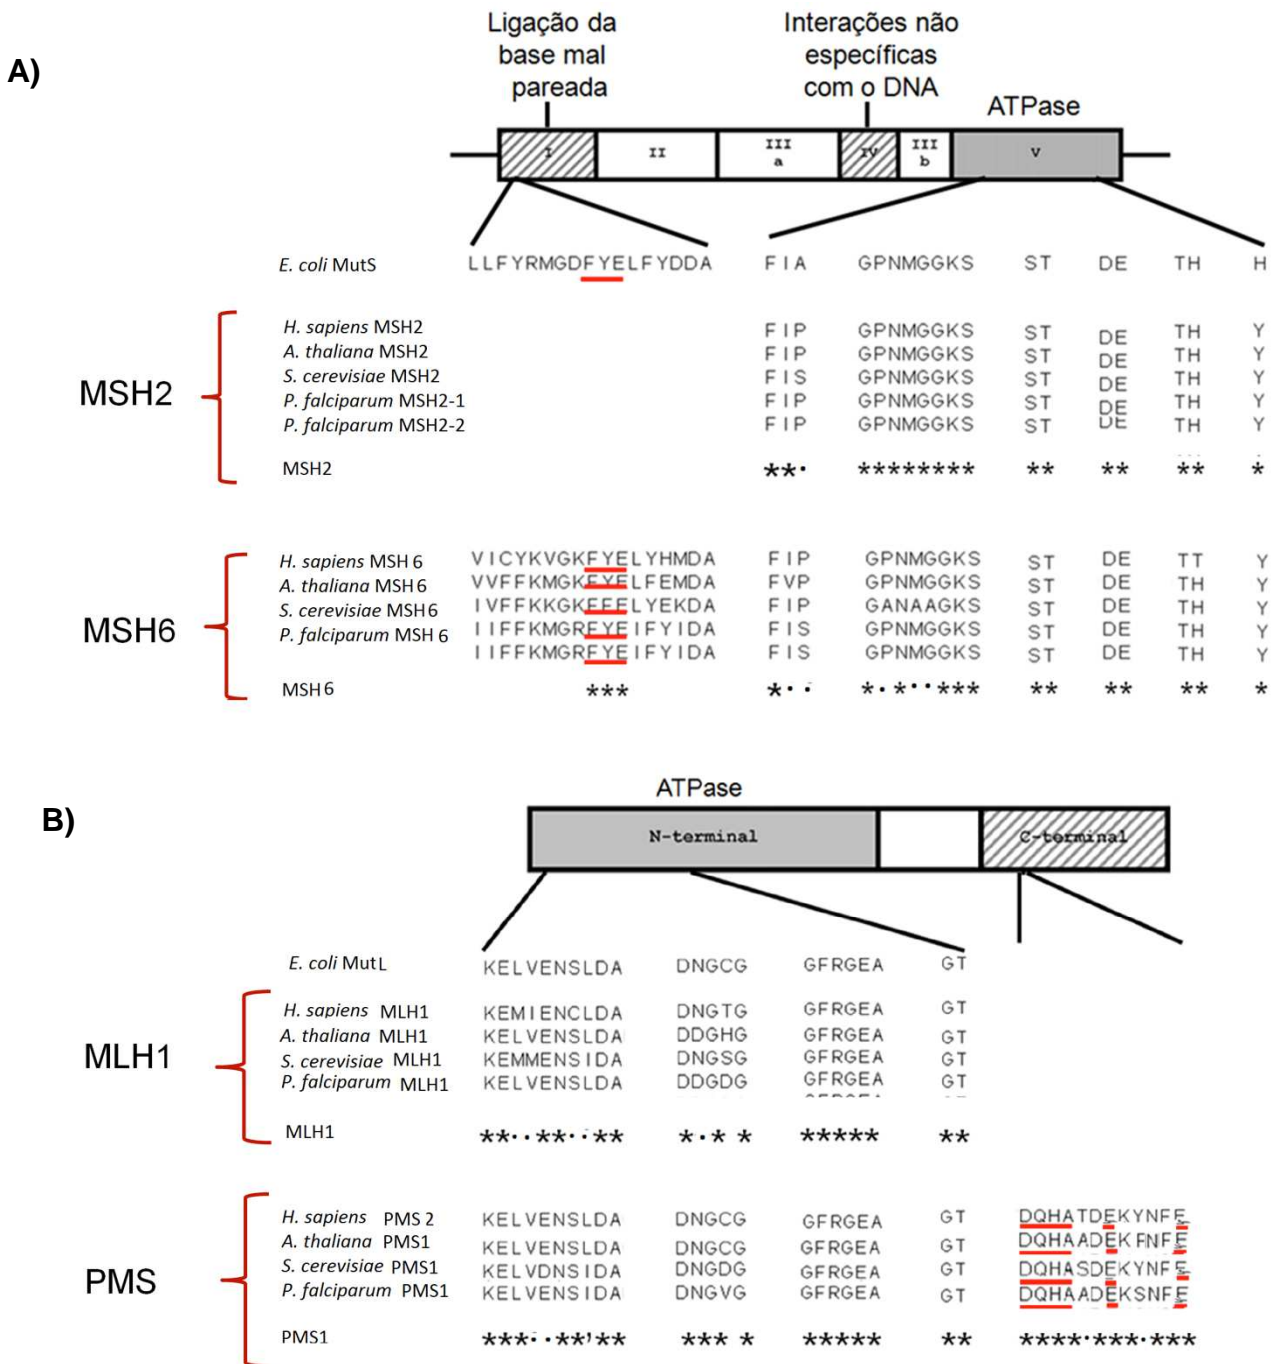 A)
Ligação da
base mal
pareada
Interações não
específicas
com o DNA
ATPase
I II III a IV III b V
E. coli MutS LLFYRMGDFYELFYDDA FIA GPNMGGKS ST DE TH H
MSH2
H. sapiens MSH2 FIP GPNMGGKS ST DE TH Y
A. thaliana MSH2 FIP GPNMGGKS ST DE TH Y
S. cerevisiae MSH2 FIS GPNMGGKS ST DE TH Y
P. falciparum MSH2-1 FIP GPNMGGKS ST DE TH Y
P. falciparum MSH2-2 FIP GPNMGGKS ST DE TH Y
MSH2 **· ******** ** ** ** *
MSH6
H. sapiens MSH6 VICYKVGKFYELYHMDA FIP GPNMGGKS ST DE TT Y
A. thaliana MSH6 VVFFKMGKFYELFEMDA FVP GPNMGGKS ST DE TH Y
S. cerevisiae MSH6 IVFFKKGKFFELYEKDA FIP GANAAGKS ST DE TH Y
P. falciparum MSH6 IIFFKMGRFYEIFYIDA FIS GPNMGGKS ST DE TH Y
IIFFKMGRFYEIFYIDA FIS GPNMGGKS ST DE TH Y
MSH6 *** *·· *·*··*** ** ** ** *
B)
ATPase
N-terminal C-terminal
E. coli MutL KELVENSLDA DNGCG GFRGEA GT
MLH1
H. sapiens MLH1 KEMIENCLDA DNGTG GFRGEA GT
A. thaliana MLH1 KELVENSLDA DDGHG GFRGEA GT
S. cerevisiae MLH1 KEMMENSIDA DNGSG GFRGEA GT
P. falciparum MLH1 KELVENSLDA DDGDG GFRGEA GT
MLH1 **··**··** *·* * ***** **
PMS
H. sapiens PMS2 KELVENSLDA DNGCG GFRGEA GT DQHATDEKYNFE
A. thaliana PMS1 KELVENSLDA DNGCG GFRGEA GT DQHAADEKFNFE
S. cerevisiae PMS1 KELVDNSIDA DNGDG GFRGEA GT DQHASDEKYNFE
P. falciparum PMS1 KELVENSIDA DNGVG GFRGEA GT DQHAADEKSNFE
PMS1 ***··**'** *** * ***** ** ****·***·***